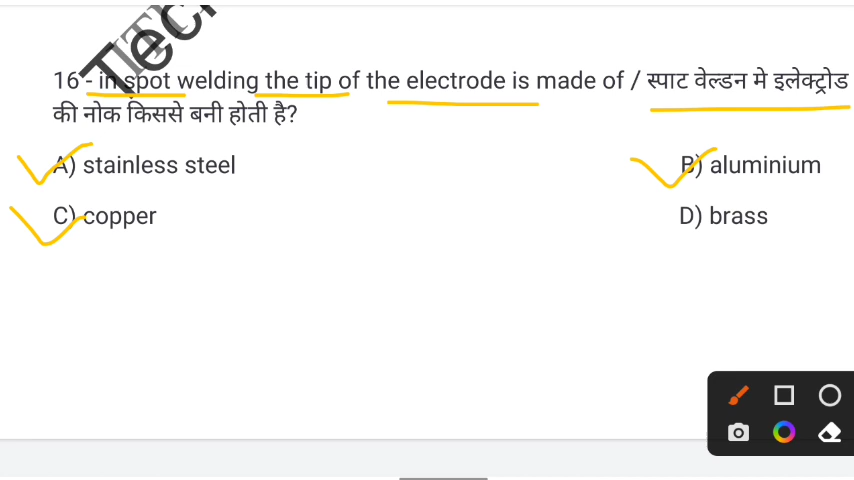 Tech
16 - in spot welding the tip of the electrode is made of / स्पाट वेल्डन मे इलेक्ट्रोड
की नोक किससे बनी होती है?
A) stainless steel
B) aluminium
C) copper
D) brass